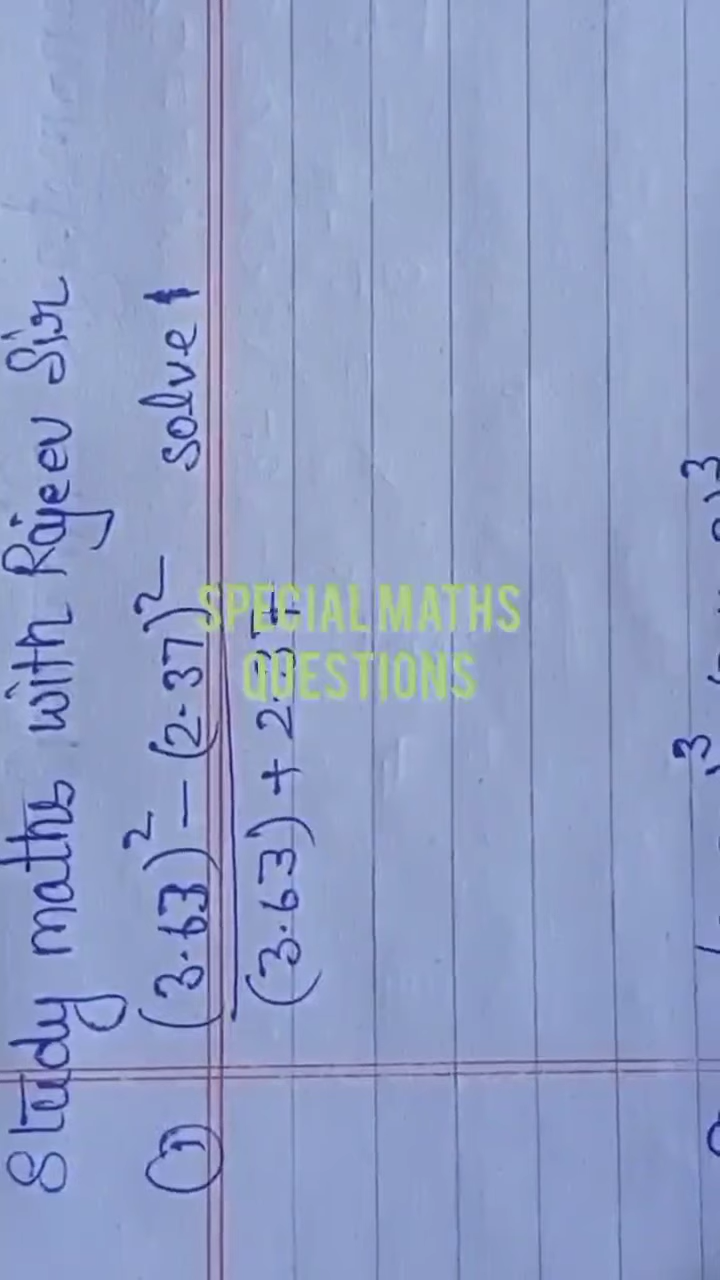 Study maths with Rajeev Sir
(1) (3.63)² – (2.37)² solve
(3.63) + 2.37
SPECIAL MATHS
QUESTIONS